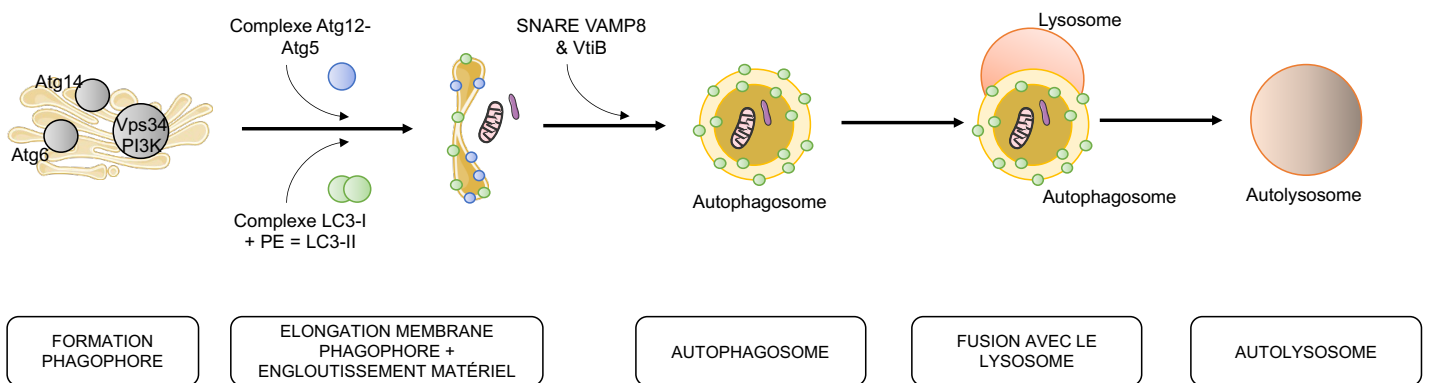 Complexe Atg12-
Atg5
SNARE VAMP8
& VtiB
Lysosome
Atg14
Vps34
PI3K
Atg6
Autophagosome
Autophagosome
Autolysosome
Complexe LC3-I
+ PE = LC3-II
FORMATION
PHAGOPHORE
ELONGATION MEMBRANE
PHAGOPHORE +
ENGLOUTISSEMENT MATÉRIEL
AUTOPHAGOSOME
FUSION AVEC LE
LYSOSOME
AUTOLYSOSOME